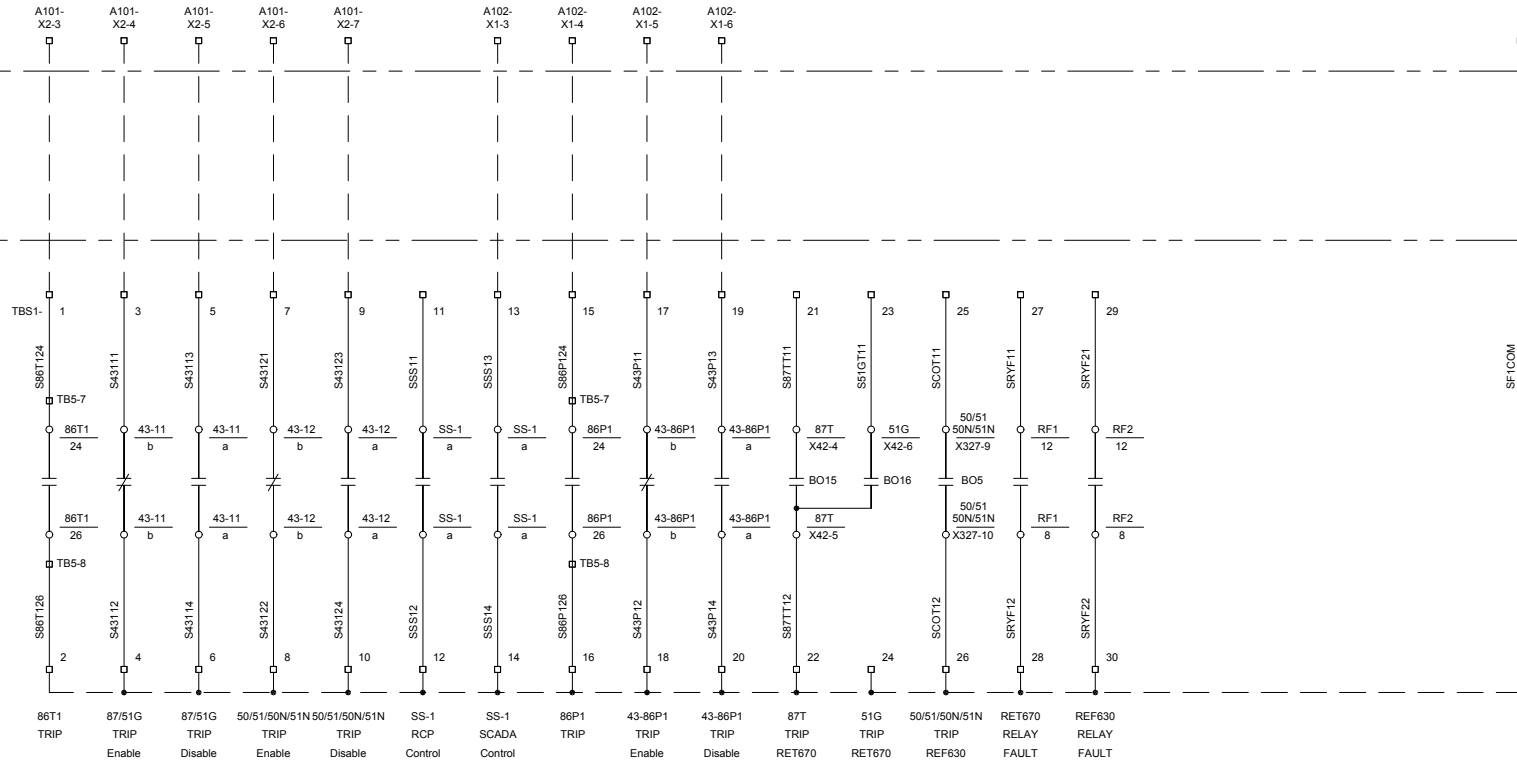 A101- A101- A101- A101- A101- A102- A102- A102- A102-
X2-3 X2-4 X2-5 X2-6 X2-7 X1-3 X1-4 X1-5 X1-6
TBS1- 1 3 5 7 9 11 13 15 17 19 21 23 25 27 29
S86T124 S43111 S43113 S43121 S43123 SSS11 SSS13 S86P124 S43P11 S43P13 S87TT11 S51GT11 SCOT11 SRYF11 SRYF21 SF1COM
TB5-7 TB5-7
50/51
86T1 43-11 43-11 43-12 43-12 SS-1 SS-1 86P1 43-86P1 43-86P1 87T 51G 50N/51N RF1 RF2
24 b a b a a a 24 b a X42-4 X42-6 X327-9 12 12
BO15 BO16 BO5
50/51
86T1 43-11 43-11 43-12 43-12 SS-1 SS-1 86P1 43-86P1 43-86P1 87T 50N/51N RF1 RF2
26 b a b a a a 26 b a X42-5 X327-10 8 8
TB5-8 TB5-8
S86T126 S43112 S43114 S43122 S43124 SSS12 SSS14 S86P126 S43P12 S43P14 S87TT12 SCOT12 SRYF12 SRYF22
2 4 6 8 10 12 14 16 18 20 22 24 26 28 30
86T1 87/51G 87/51G 50/51/50N/51N 50/51/50N/51N SS-1 SS-1 86P1 43-86P1 43-86P1 87T 51G 50/51/50N/51N RET670 REF630
TRIP TRIP TRIP TRIP TRIP RCP SCADA TRIP TRIP TRIP TRIP TRIP TRIP RELAY RELAY
Enable Disable Enable Disable Control Control Enable Disable RET670 RET670 REF630 FAULT FAULT